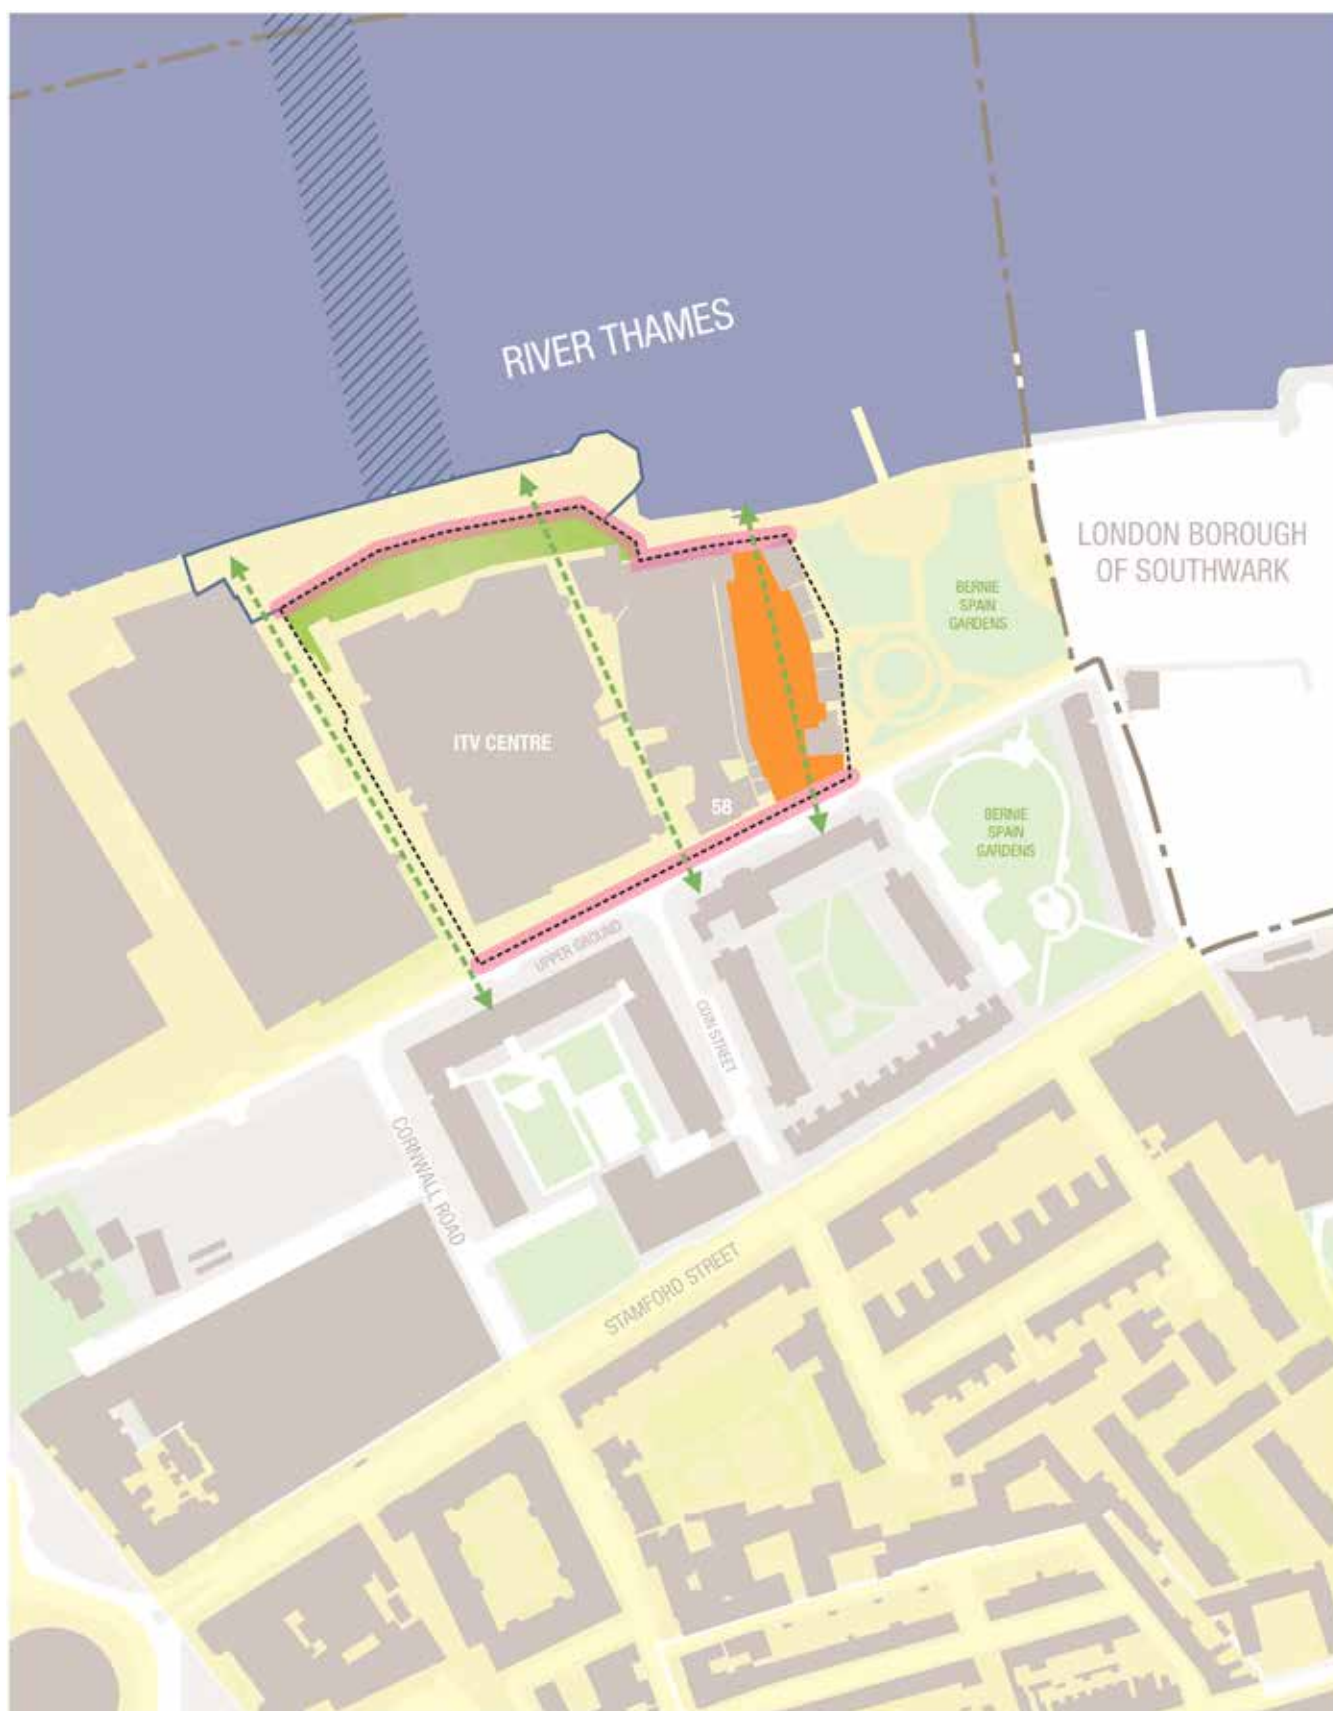 RIVER THAMES
LONDON BOROUGH
OF SOUTHWARK
BERNIE
SPAIN
GARDENS
ITV CENTRE
58
BERNIE
SPAIN
GARDENS
UPPER GROUND
COIN STREET
CORNWALL ROAD
STAMFORD STREET